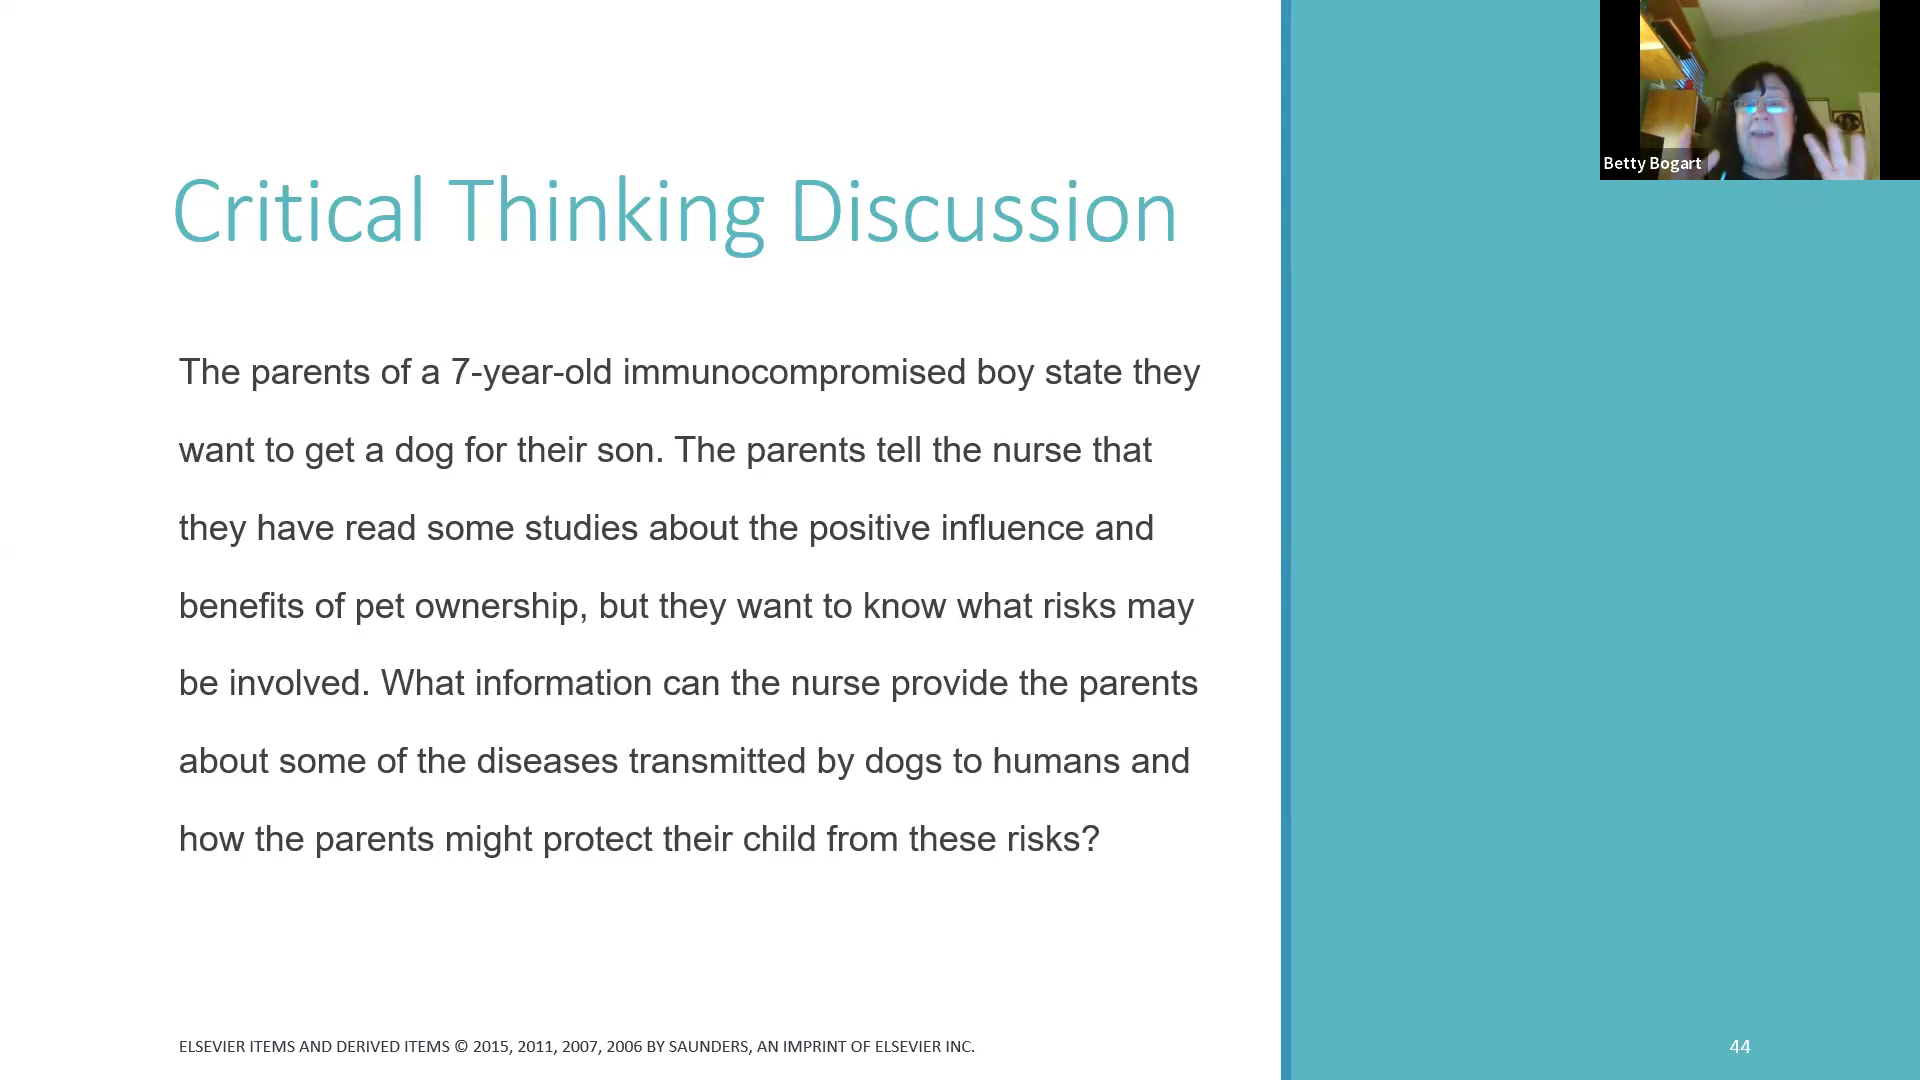 Betty Bogart
Critical Thinking Discussion
The parents of a 7-year-old immunocompromised boy state they
want to get a dog for their son. The parents tell the nurse that
they have read some studies about the positive influence and
benefits of pet ownership, but they want to know what risks may
be involved. What information can the nurse provide the parents
about some of the diseases transmitted by dogs to humans and
how the parents might protect their child from these risks?
ELSEVIER ITEMS AND DERIVED ITEMS © 2015, 2011, 2007, 2006 BY SAUNDERS, AN IMPRINT OF ELSEVIER INC.
44